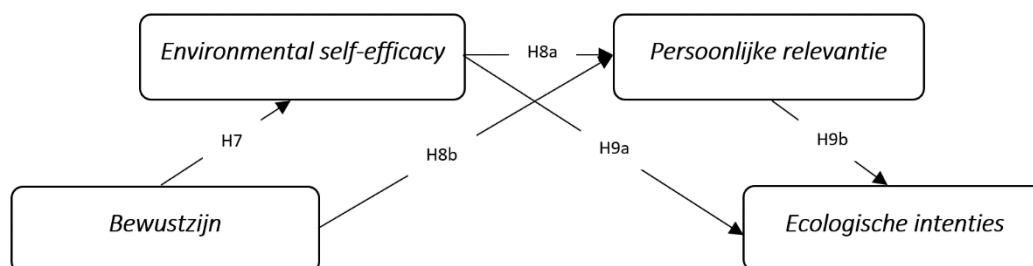 Environmental self-efficacy
H8a
Persoonlijke relevantie
H7
H8b
H9a
H9b
Bewustzijn
Ecologische intenties